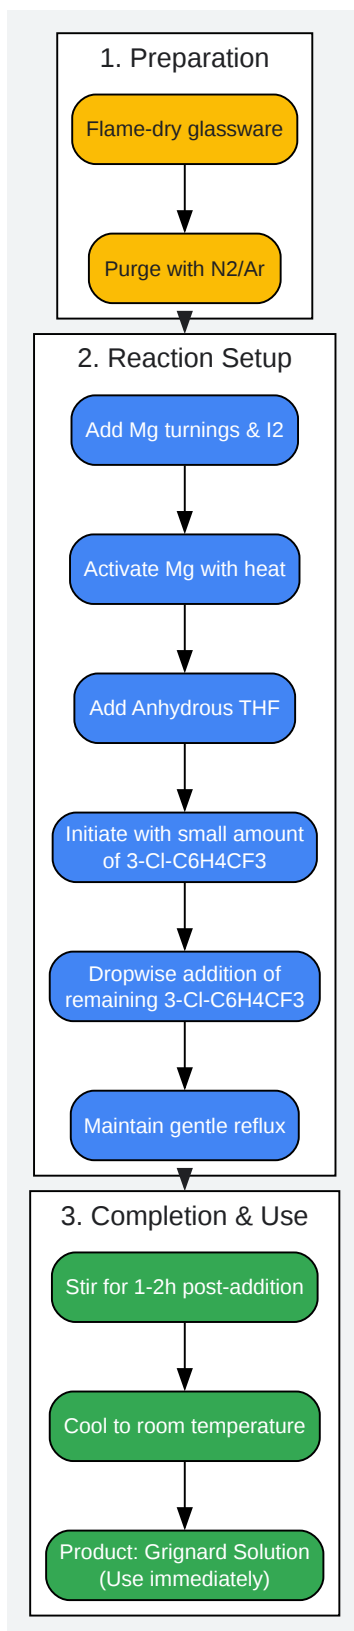 1. Preparation
Flame-dry glassware
Purge with N2/Ar
2. Reaction Setup
Add Mg turnings & I2
Activate Mg with heat
Add Anhydrous THF
Initiate with small amount
of 3-Cl-C6H4CF3
Dropwise addition of
remaining 3-Cl-C6H4CF3
Maintain gentle reflux
3. Completion & Use
Stir for 1-2h post-addition
Cool to room temperature
Product: Grignard Solution
(Use immediately)